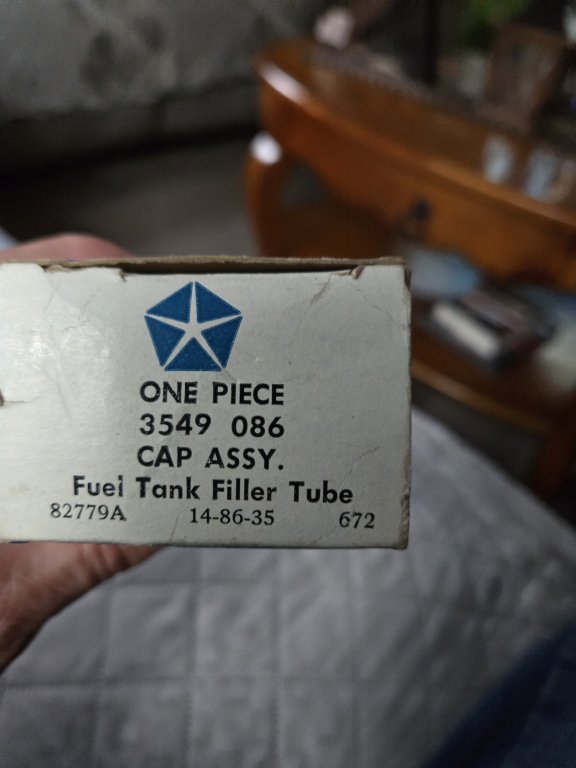 ONE PIECE
3549 086
CAP ASSY.
Fuel Tank Filler Tube
82779A 14-86-35 672